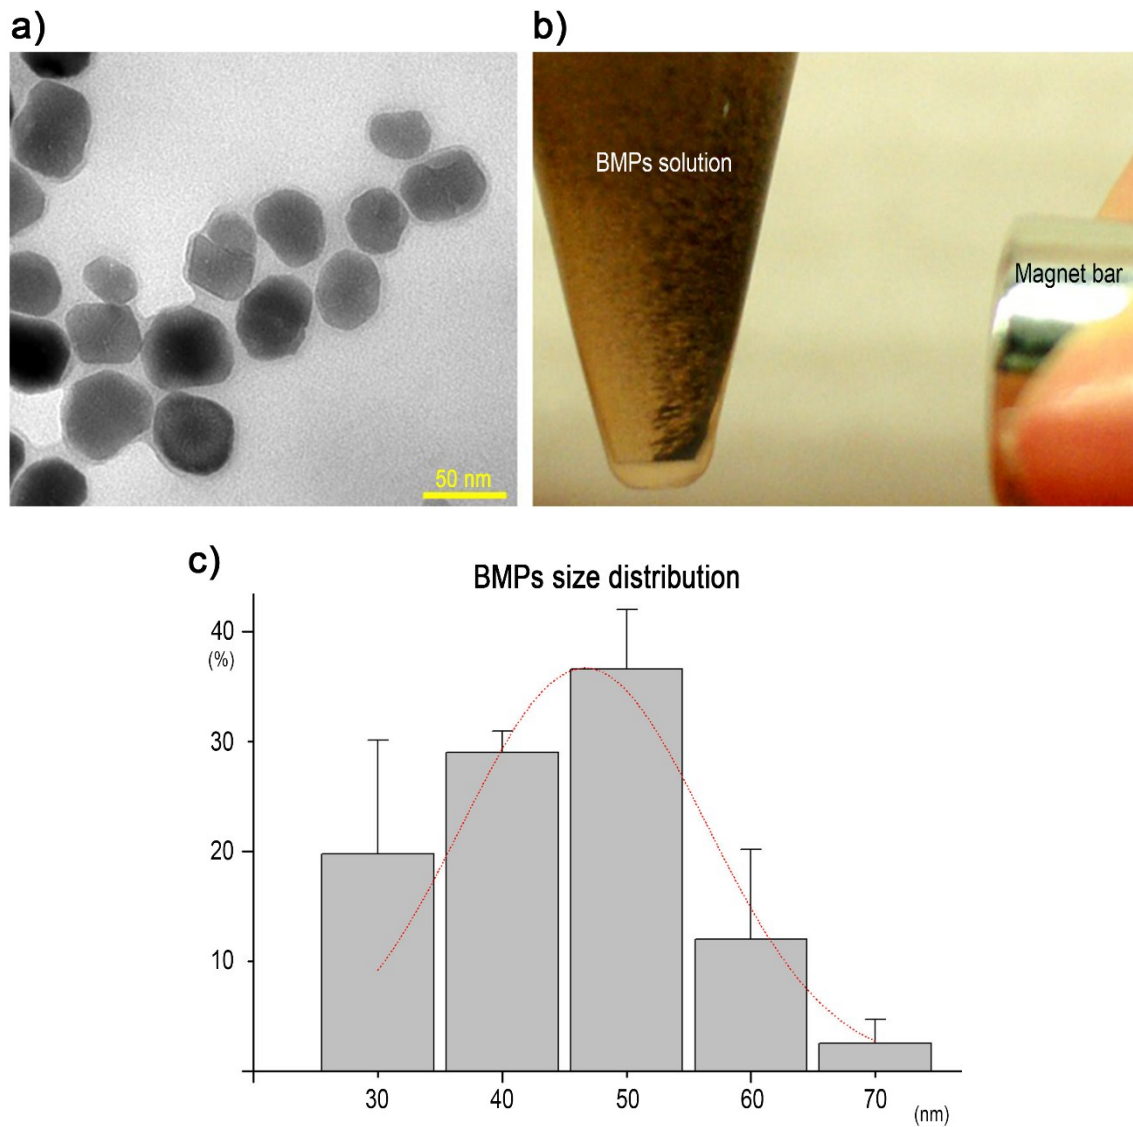 a)
b)
BMPs solution
Magnet bar
50 nm
c)
BMPs size distribution
40
(%)
30
20
10
30 40 50 60 70 (nm)